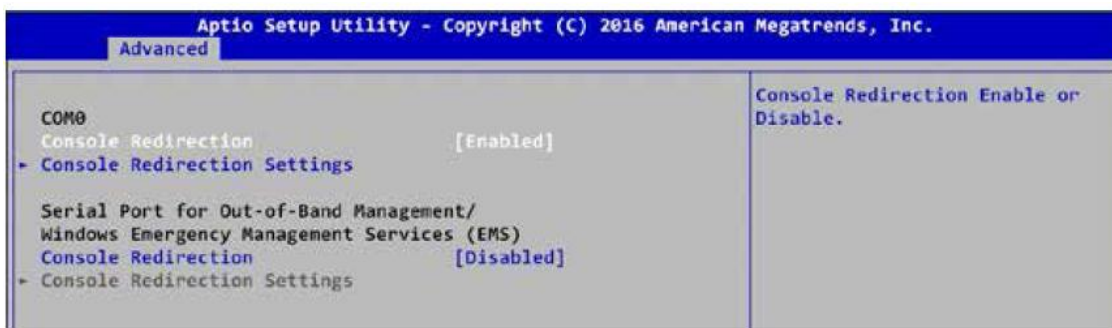 Aptio Setup Utility - Copyright (C) 2016 American Megatrends, Inc.
Advanced
COM0
Console Redirection [Enabled]
► Console Redirection Settings
Serial Port for Out-of-Band Management/
Windows Emergency Management Services (EMS)
Console Redirection [Disabled]
► Console Redirection Settings
Console Redirection Enable or
Disable.